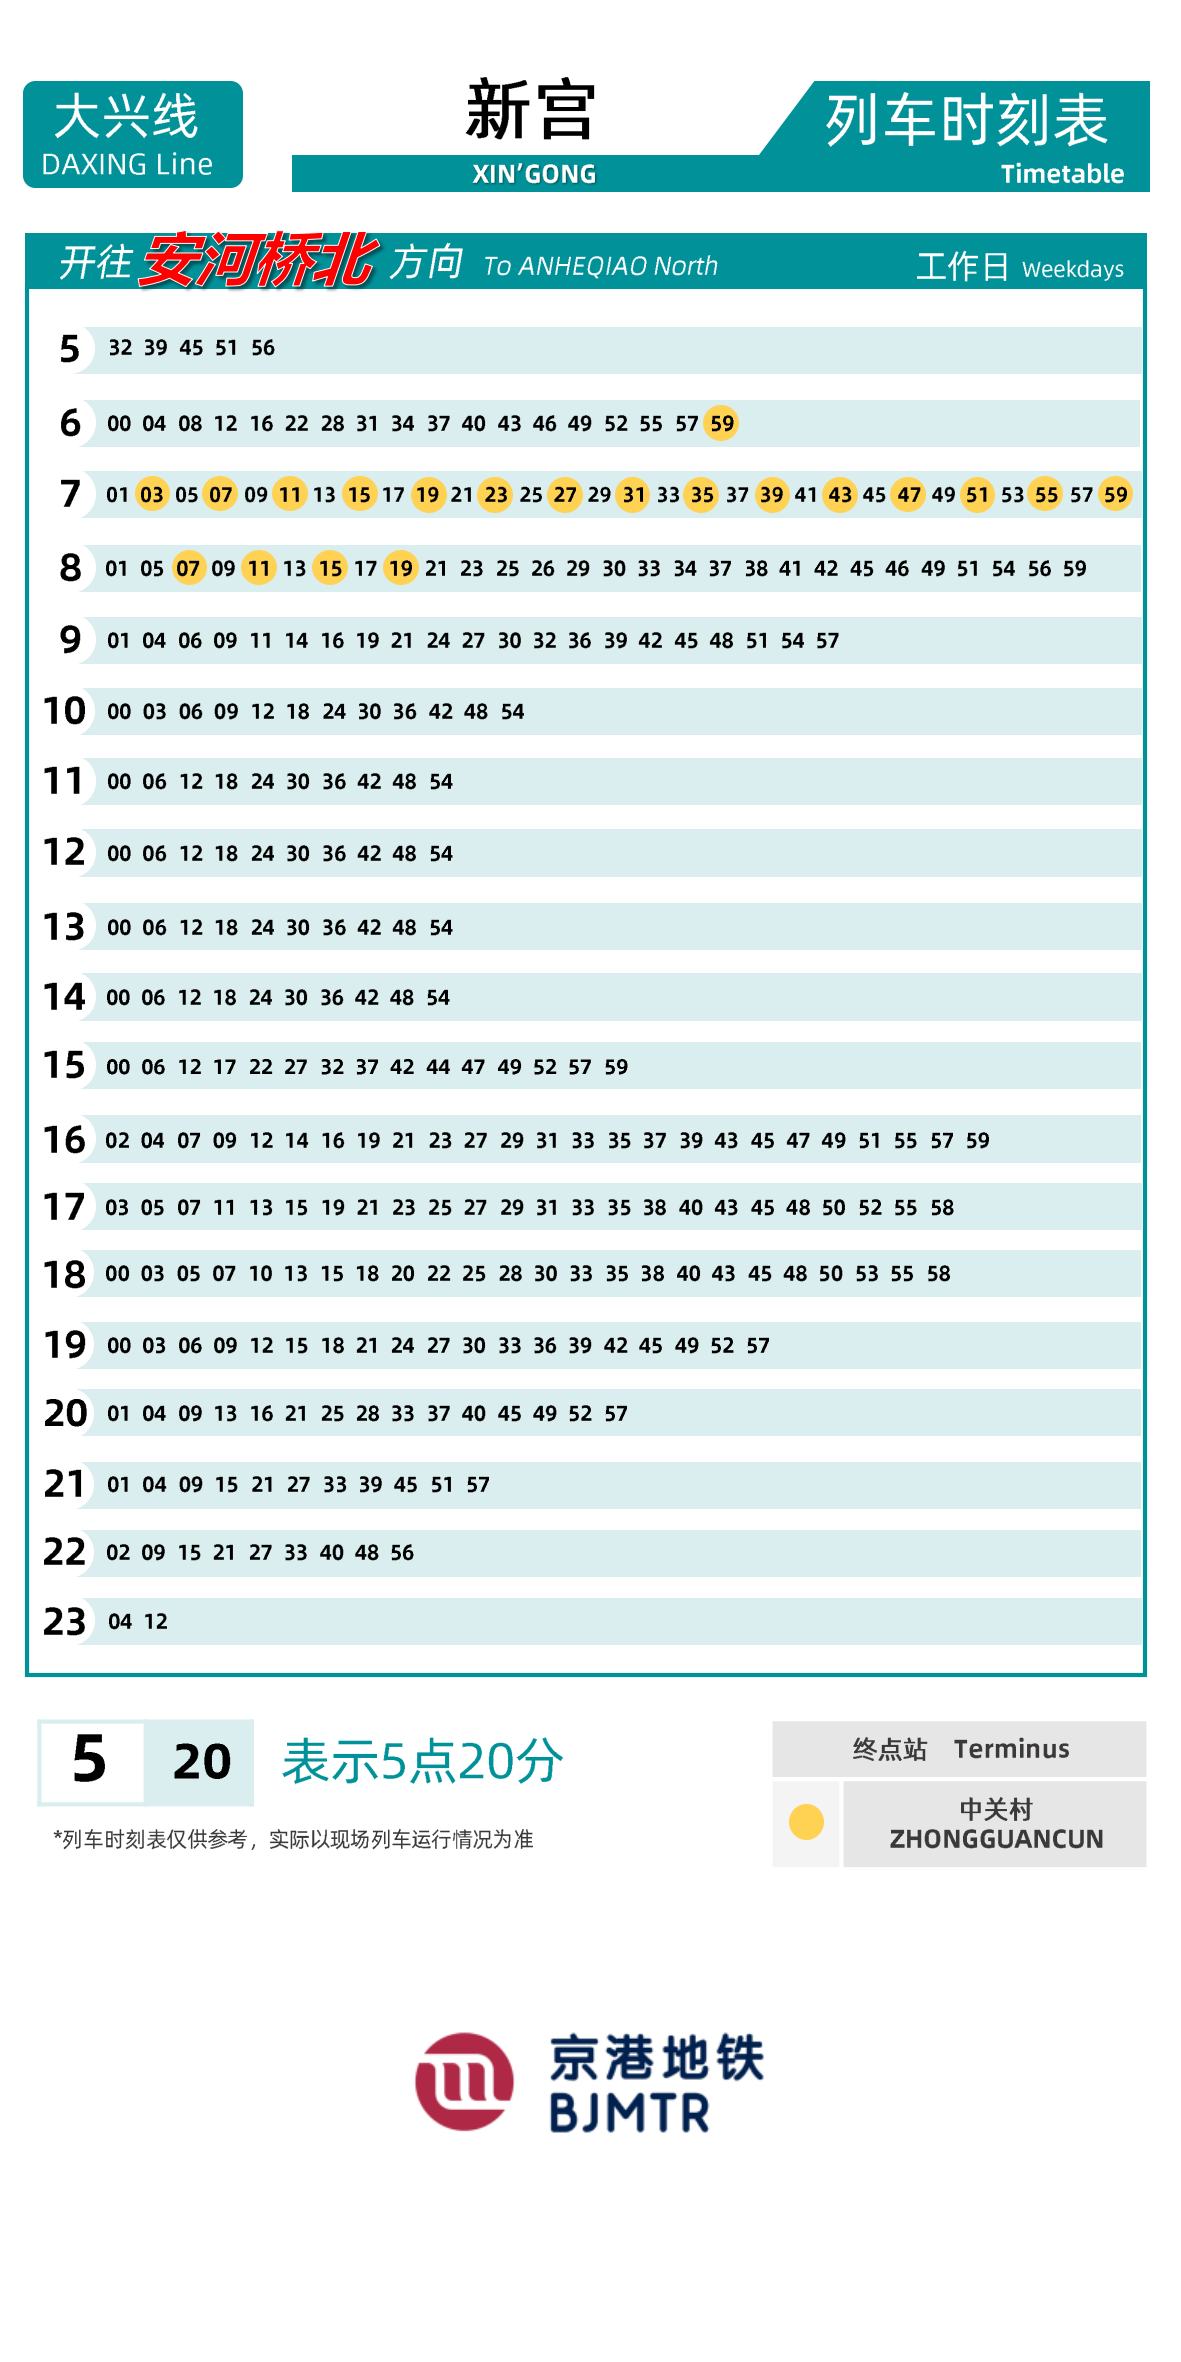 大兴线
DAXING Line
新宫
XIN’GONG
列车时刻表
Timetable
开往 安河桥北 方向 To ANHEQIAO North 工作日 Weekdays
5 32 39 45 51 56
6 00 04 08 12 16 22 28 31 34 37 40 43 46 49 52 55 57 59
7 01 03 05 07 09 11 13 15 17 19 21 23 25 27 29 31 33 35 37 39 41 43 45 47 49 51 53 55 57 59
8 01 05 07 09 11 13 15 17 19 21 23 25 26 29 30 33 34 37 38 41 42 45 46 49 51 54 56 59
9 01 04 06 09 11 14 16 19 21 24 27 30 32 36 39 42 45 48 51 54 57
10 00 03 06 09 12 18 24 30 36 42 48 54
11 00 06 12 18 24 30 36 42 48 54
12 00 06 12 18 24 30 36 42 48 54
13 00 06 12 18 24 30 36 42 48 54
14 00 06 12 18 24 30 36 42 48 54
15 00 06 12 17 22 27 32 37 42 44 47 49 52 57 59
16 02 04 07 09 12 14 16 19 21 23 27 29 31 33 35 37 39 43 45 47 49 51 55 57 59
17 03 05 07 11 13 15 19 21 23 25 27 29 31 33 35 38 40 43 45 48 50 52 55 58
18 00 03 05 07 10 13 15 18 20 22 25 28 30 33 35 38 40 43 45 48 50 53 55 58
19 00 03 06 09 12 15 18 21 24 27 30 33 36 39 42 45 49 52 57
20 01 04 09 13 16 21 25 28 33 37 40 45 49 52 57
21 01 04 09 15 21 27 33 39 45 51 57
22 02 09 15 21 27 33 40 48 56
23 04 12
5 20 表示5点20分
*列车时刻表仅供参考，实际以现场列车运行情况为准
终点站 Terminus
中关村
ZHONGGUANCUN
京港地铁
BJMTR